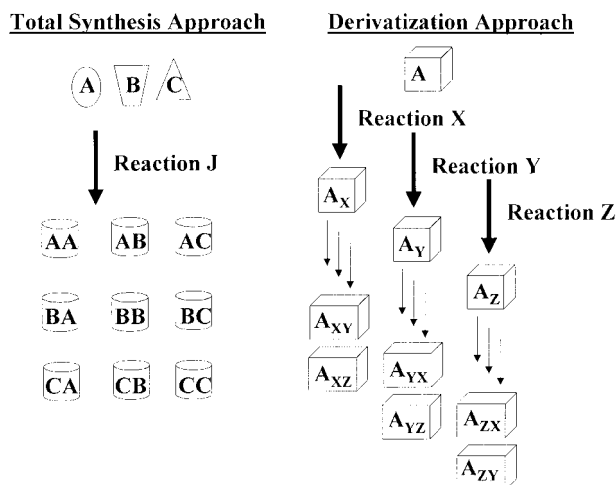 Total Synthesis Approach
A B C
Reaction J
AA AB AC
BA BB BC
CA CB CC
Derivatization Approach
A
Reaction X
Reaction Y
Reaction Z
AX
AY
AZ
AXY
AXZ
AYX
AYZ
AZX
AZY